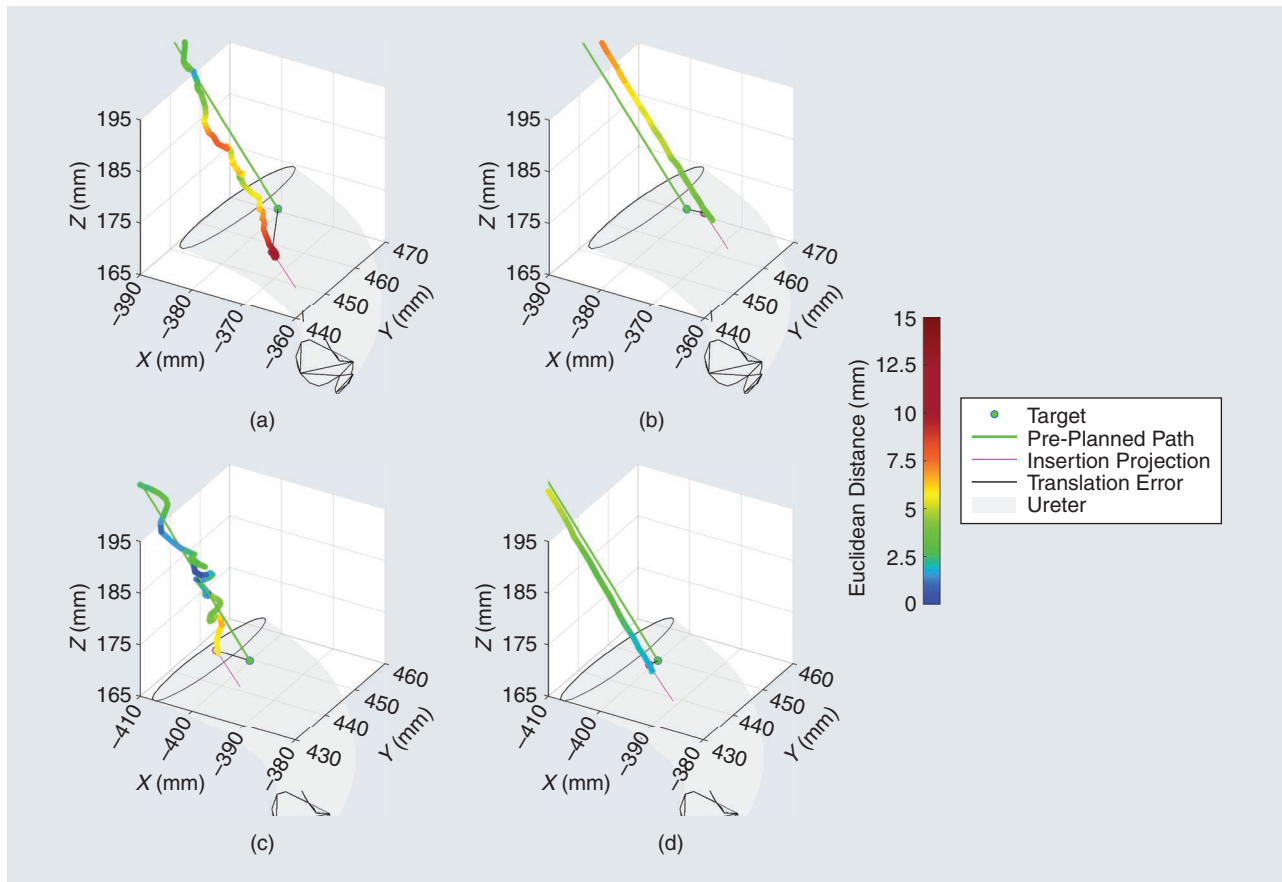 195
185
175
165
Z (mm)
–390
–380
–370
–360
X (mm)
440
450
460
470
Y (mm)
(a)
195
185
175
165
Z (mm)
–390
–380
–370
–360
X (mm)
440
450
460
470
Y (mm)
(b)
195
185
175
165
Z (mm)
–410
–400
–390
–380
X (mm)
430
440
450
460
Y (mm)
(c)
195
185
175
165
Z (mm)
–410
–400
–390
–380
X (mm)
430
440
450
460
Y (mm)
(d)
Euclidean Distance (mm)
15
12.5
10
7.5
5
2.5
0
Target
Pre-Planned Path
Insertion Projection
Translation Error
Ureter